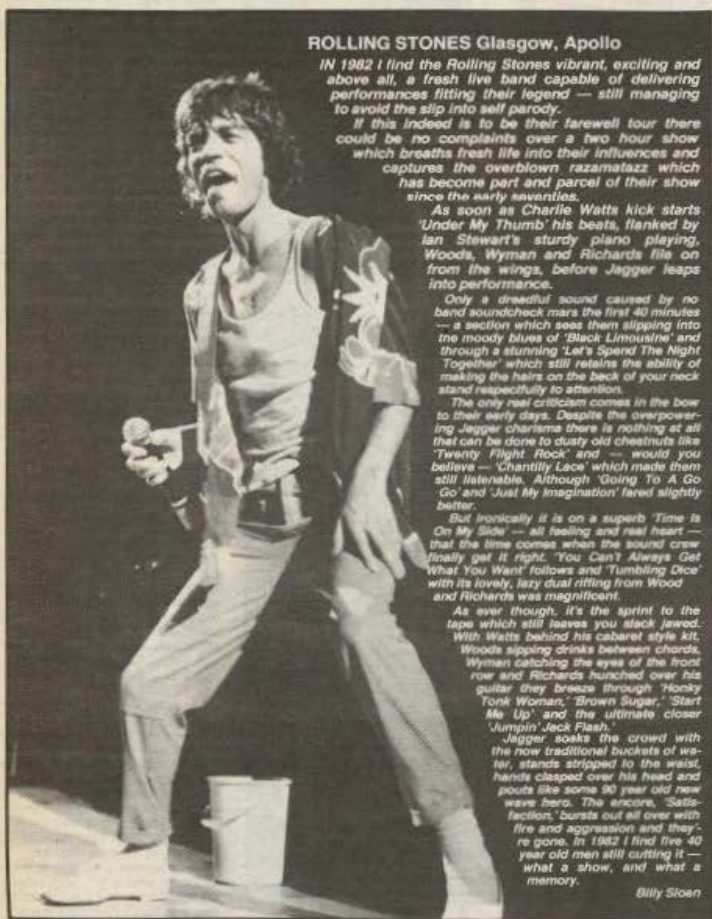 ROLLING STONES Glasgow, Apollo
IN 1982 I find the Rolling Stones vibrant, exciting and
above all, a fresh live band capable of delivering
performances fitting their legend — still managing
to avoid the slip into self parody.
If this indeed is to be their farewell tour there
could be no complaints over a two hour show
which breaths fresh life into their influences and
captures the overblown razamatazz which
has become part and parcel of their show
since the early seventies.
As soon as Charlie Watts kick starts
'Under My Thumb' his beats, flanked by
Ian Stewart's sturdy piano playing,
Woods, Wyman and Richards file on
from the wings, before Jagger leaps
into performance.
Only a dreadful sound caused by no
band soundcheck mars the first 40 minutes
— a section which sees them slipping into
the moody blues of 'Black Limousine' and
through a stunning 'Let's Spend The Night
Together' which still retains the ability of
making the hairs on the back of your neck
stand respectfully to attention.
The only real criticism comes in the bow
to their early days. Despite the overpower-
ing Jagger charisma there is nothing at all
that can be done to dusty old chestnuts like
'Twenty Flight Rock' and — would you
believe — 'Chantilly Lace' which made them
still listenable. Although 'Going To A Go
Go' and 'Just My Imagination' fared slightly
better.
But ironically it is on a superb 'Time Is
On My Side' — all feeling and real heart —
that the time comes when the sound crew
finally get it right. 'You Can't Always Get
What You Want' follows and 'Tumbling Dice'
with its lovely, lazy dual riffing from Wood
and Richards was magnificent.
As ever though, it's the sprint to the
tape which still leaves you slack jawed.
With Watts behind his cabaret style kit,
Woods sipping drinks between chords,
Wyman catching the eyes of the front
row and Richards hunched over his
guitar they breeze through 'Honky
Tonk Woman,' 'Brown Sugar,' 'Start
Me Up' and the ultimate closer
'Jumpin' Jack Flash.'
Jagger soaks the crowd with
the now traditional buckets of wa-
ter, stands stripped to the waist,
hands clasped over his head and
pouts like some 90 year old new
wave hero. The encore, 'Satis-
faction,' bursts out all over with
fire and aggression and they'-
re gone. In 1982 I find five 40
year old men still cutting it —
what a show, and what a
memory.
Billy Sloan